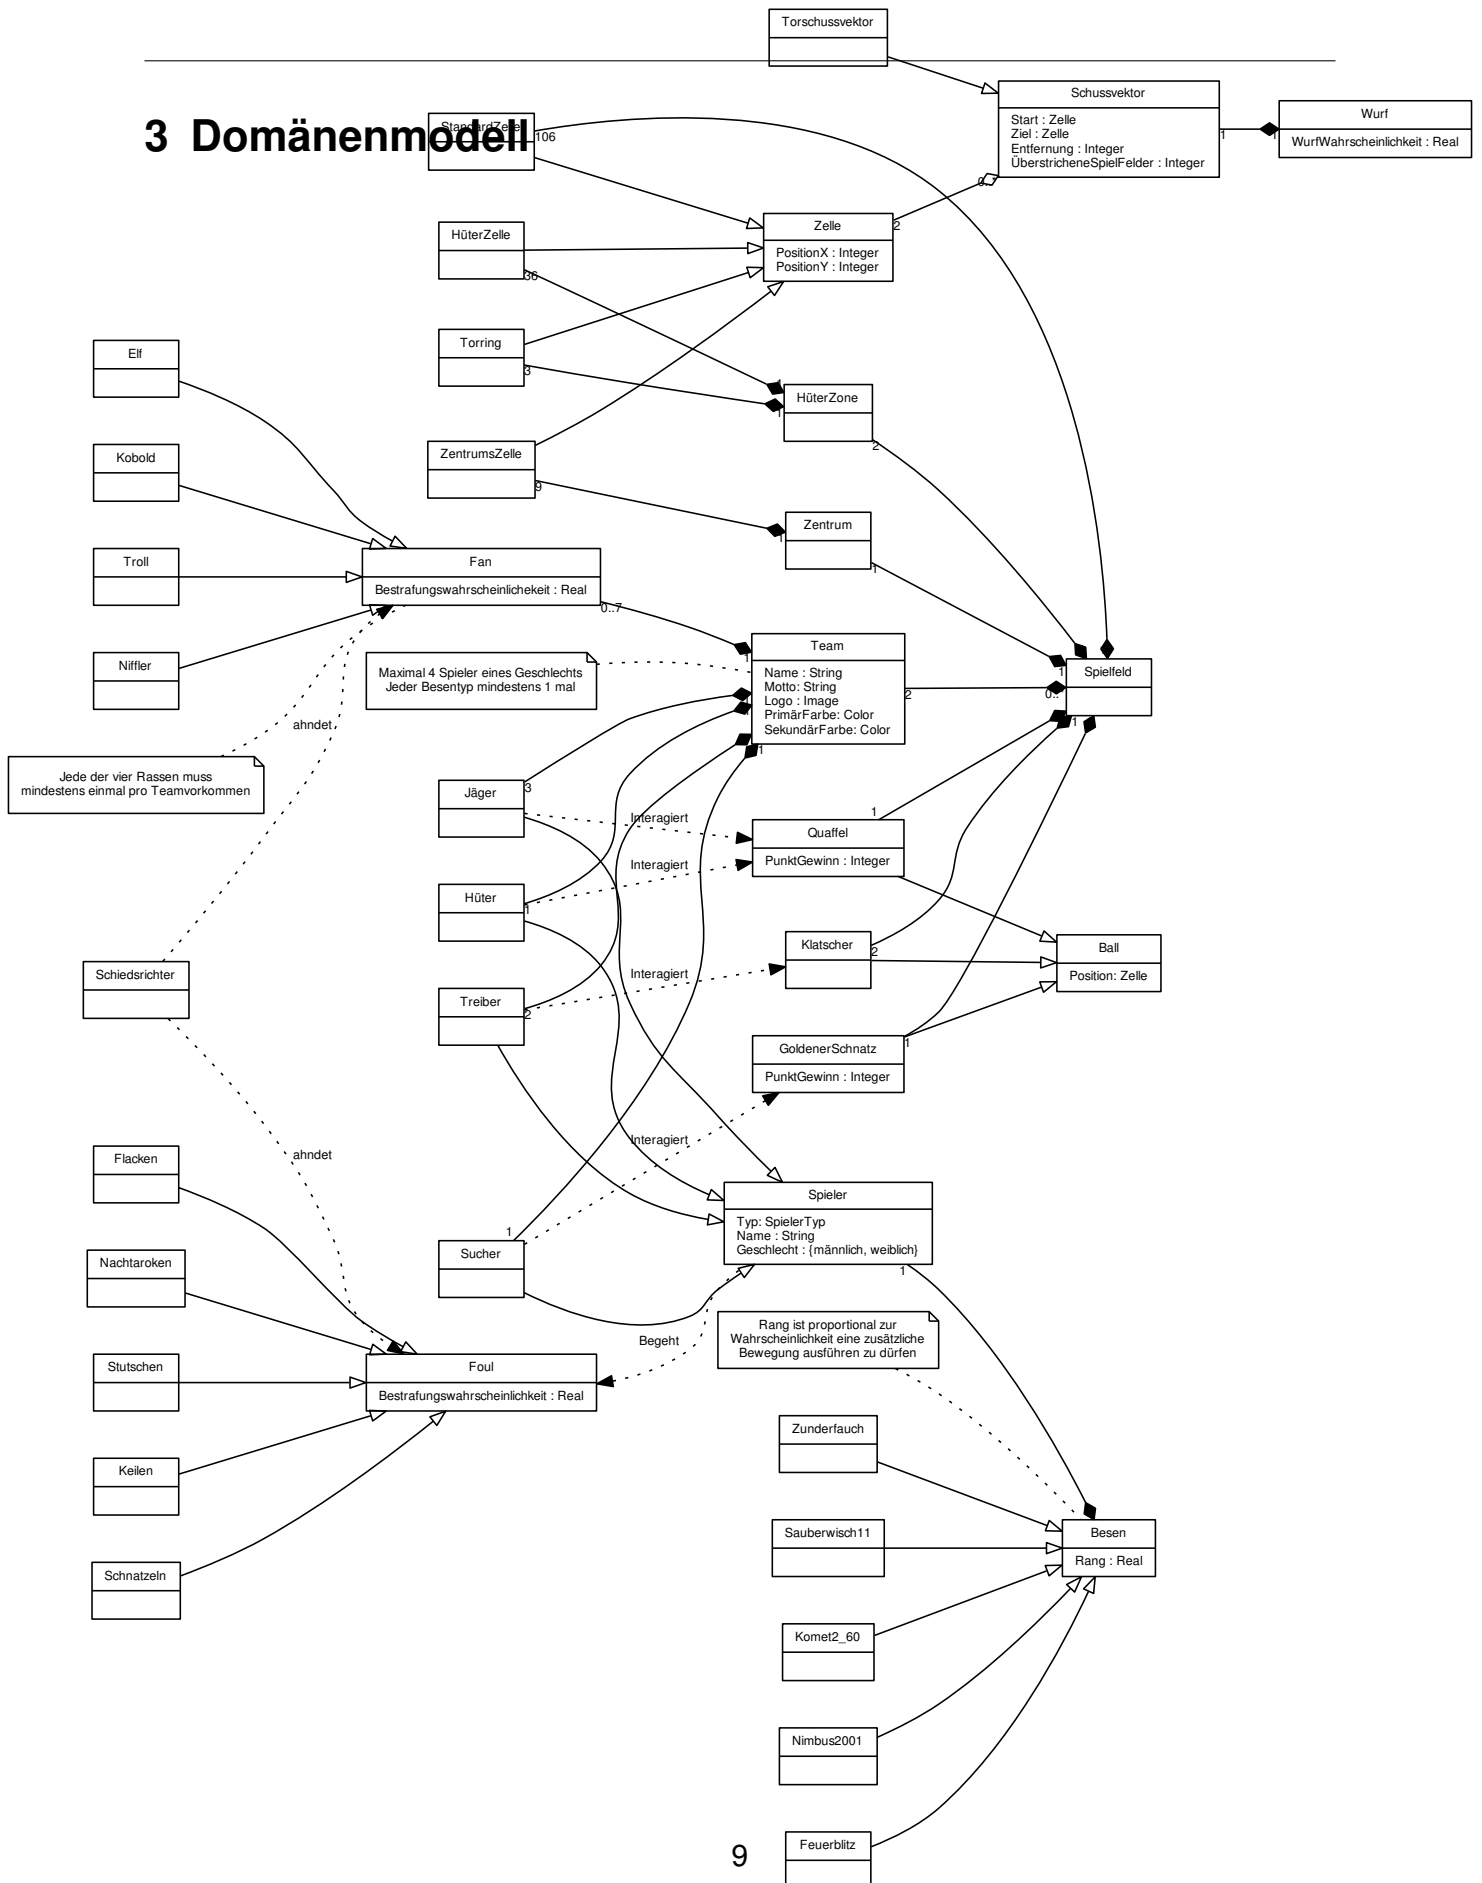 Torschussvektor
Schussvektor
Start : Zelle
Ziel : Zelle
Entfernung : Integer
ÜberstricheneSpielFelder : Integer
1
1
Wurf
WurfWahrscheinlichkeit : Real
3 Domänenmodell
StandardZelle
106
0..
2
Zelle
PositionX : Integer
PositionY : Integer
HüterZelle
36
Torring
3
1
1
HüterZone
2
Elf
Kobold
ZentrumsZelle
9
1
Zentrum
1
Troll
Fan
Bestrafungswahrscheinlichekeit : Real
0..7
Niffler
Maximal 4 Spieler eines Geschlechts
Jeder Besentyp mindestens 1 mal
1
Team
Name : String
Motto: String
Logo : Image
PrimärFarbe: Color
SekundärFarbe: Color
2
1
0..
1
Spielfeld
ahndet
1
Jede der vier Rassen muss
mindestens einmal pro Teamvorkommen
Jäger
3
Interagiert
1
Quaffel
PunktGewinn : Integer
Hüter
1
Interagiert
Klatscher
2
Ball
Position: Zelle
Schiedsrichter
Treiber
2
Interagiert
GoldenerSchnatz
PunktGewinn : Integer
1
Interagiert
Flacken
ahndet
Spieler
Typ: SpielerTyp
Name : String
Geschlecht : {männlich, weiblich}
1
1
Sucher
Nachtaroken
Begeht
Rang ist proportional zur
Wahrscheinlichkeit eine zusätzliche
Bewegung ausführen zu dürfen
Stutschen
Foul
Bestrafungswahrscheinlichkeit : Real
Zunderfauch
Keilen
Sauberwisch11
Besen
Rang : Real
Schnatzeln
Komet2_60
Nimbus2001
Feuerblitz
9